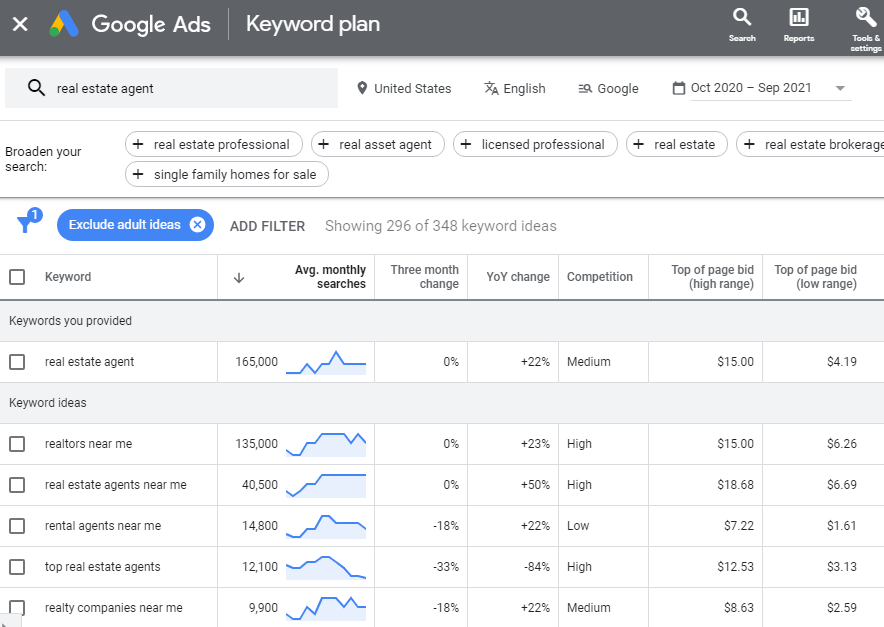 Google Ads Keyword plan
Search
Reports
Tools &
settings
real estate agent
United States
English
Google
Oct 2020 – Sep 2021
Broaden your
search:
+ real estate professional
+ real asset agent
+ licensed professional
+ real estate
+ real estate brokerage
+ single family homes for sale
1
Exclude adult ideas
ADD FILTER
Showing 296 of 348 keyword ideas
Keyword
Avg. monthly
searches
Three month
change
YoY change
Competition
Top of page bid
(high range)
Top of page bid
(low range)
Keywords you provided
real estate agent 165,000 0% +22% Medium $15.00 $4.19
Keyword ideas
realtors near me 135,000 0% +23% High $15.00 $6.26
real estate agents near me 40,500 0% +50% High $18.68 $6.69
rental agents near me 14,800 -18% +22% Low $7.22 $1.61
top real estate agents 12,100 -33% -84% High $12.53 $3.13
realty companies near me 9,900 -18% +22% Medium $8.63 $2.59